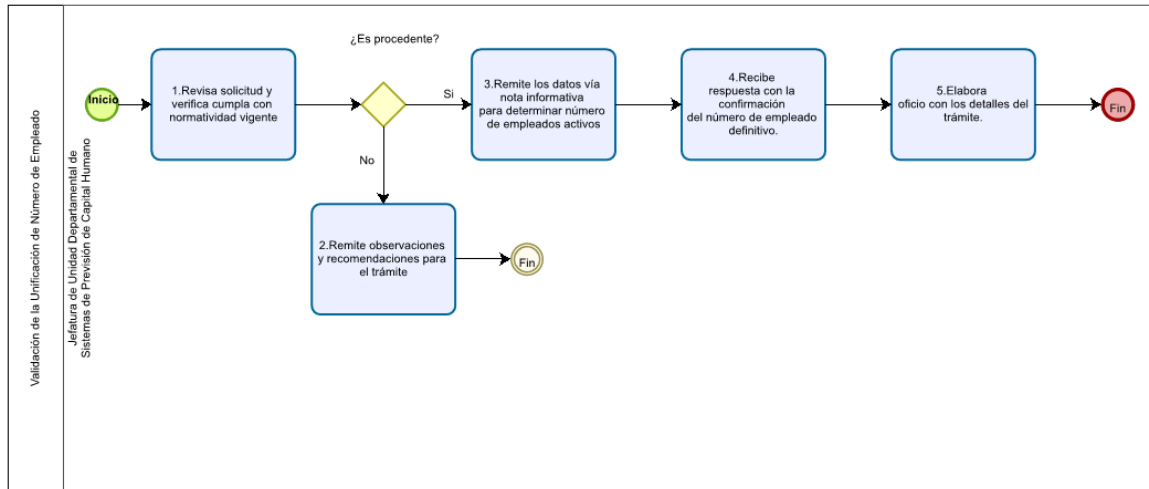 Validación de la Unificación de Número de Empleado
Jefatura de Unidad Departamental de
Sistemas de Previsión de Capital Humano
Inicio
1.Revisa solicitud y
verifica cumpla con
normatividad vigente
¿Es procedente?
Si
No
3.Remite los datos vía
nota informativa
para determinar número
de empleados activos
4.Recibe
respuesta con la
confirmación
del número de empleado
definitivo.
5.Elabora
oficio con los detalles del
trámite.
Fin
2.Remite observaciones
y recomendaciones para
el trámite
Fin